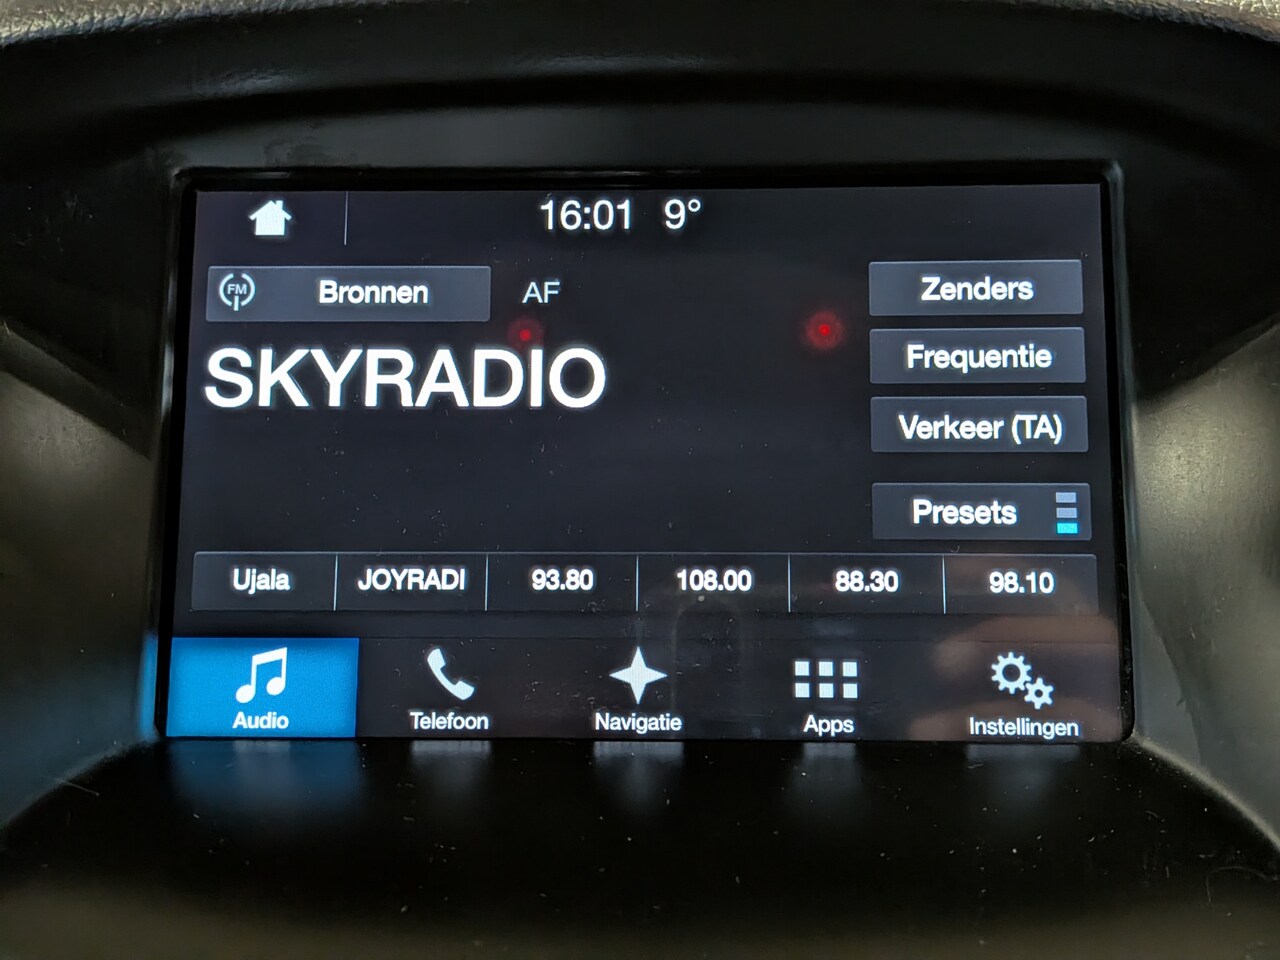 16:01 9°
FM Bronnen AF Zenders
SKYRADIO
Frequentie
Verkeer (TA)
Presets
Ujala JOYRADI 93.80 108.00 88.30 98.10
Audio Telefoon Navigatie Apps Instellingen